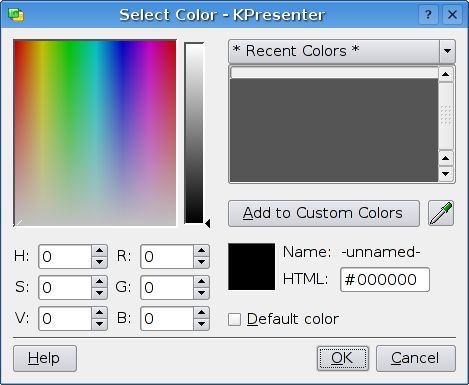 Select Color - KPresenter
?
* Recent Colors *
Add to Custom Colors
H: 0 R: 0
S: 0 G: 0
V: 0 B: 0
Name: -unnamed-
HTML: #000000
Default color
Help
OK
Cancel